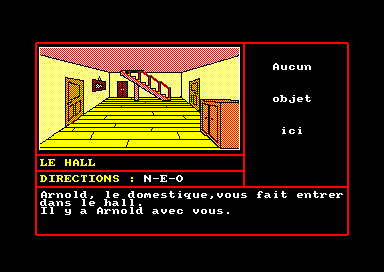 Aucun
objet
ici
LE HALL
DIRECTIONS : N-E-O
Arnold, le domestique,vous fait entrer
dans le hall.
Il y a Arnold avec vous.